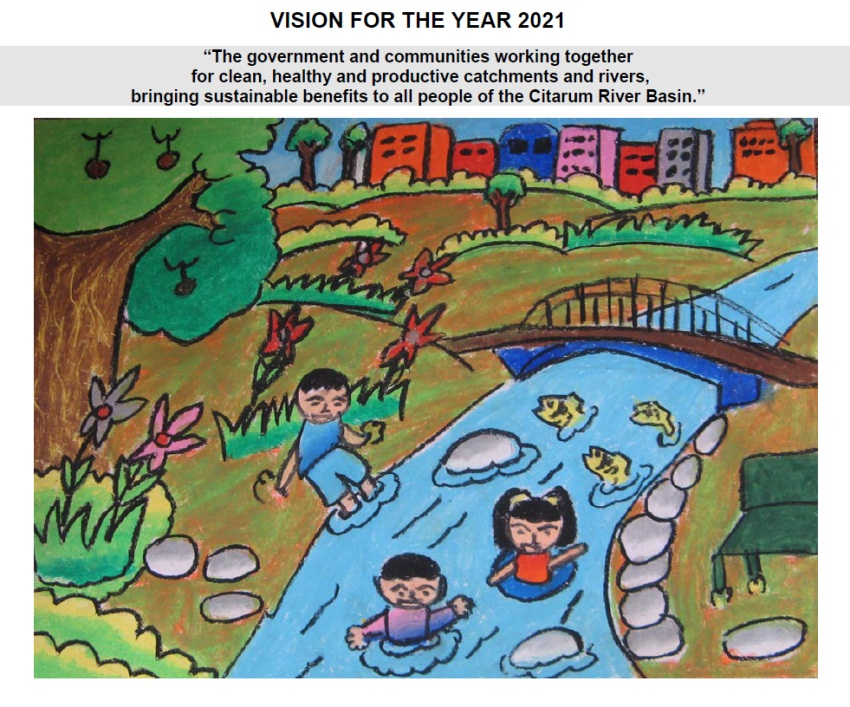 VISION FOR THE YEAR 2021
“The government and communities working together
for clean, healthy and productive catchments and rivers,
bringing sustainable benefits to all people of the Citarum River Basin.”